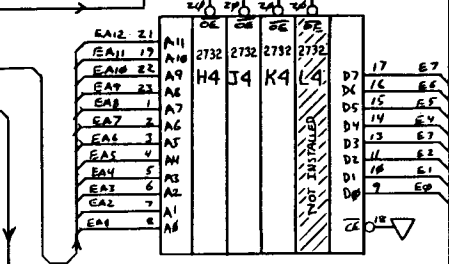 20 20 20 20
OE OE OE OE
EA12 21 A11
EA11 19 A10
EA10 22 A9
EA9 23 A8
EA8 1 A7
EA7 2 A6
EA6 3 A5
EA5 4 A4
EA4 5 A3
EA3 6 A2
EA2 7 A1
EA1 8 A0
2732 2732 2732 2732
H4 J4 K4 L4
NOT INSTALLED
D7 17 E7
D6 16 E6
D5 15 E5
D4 14 E4
D3 13 E3
D2 11 E2
D1 10 E1
D0 9 E0
CE 18